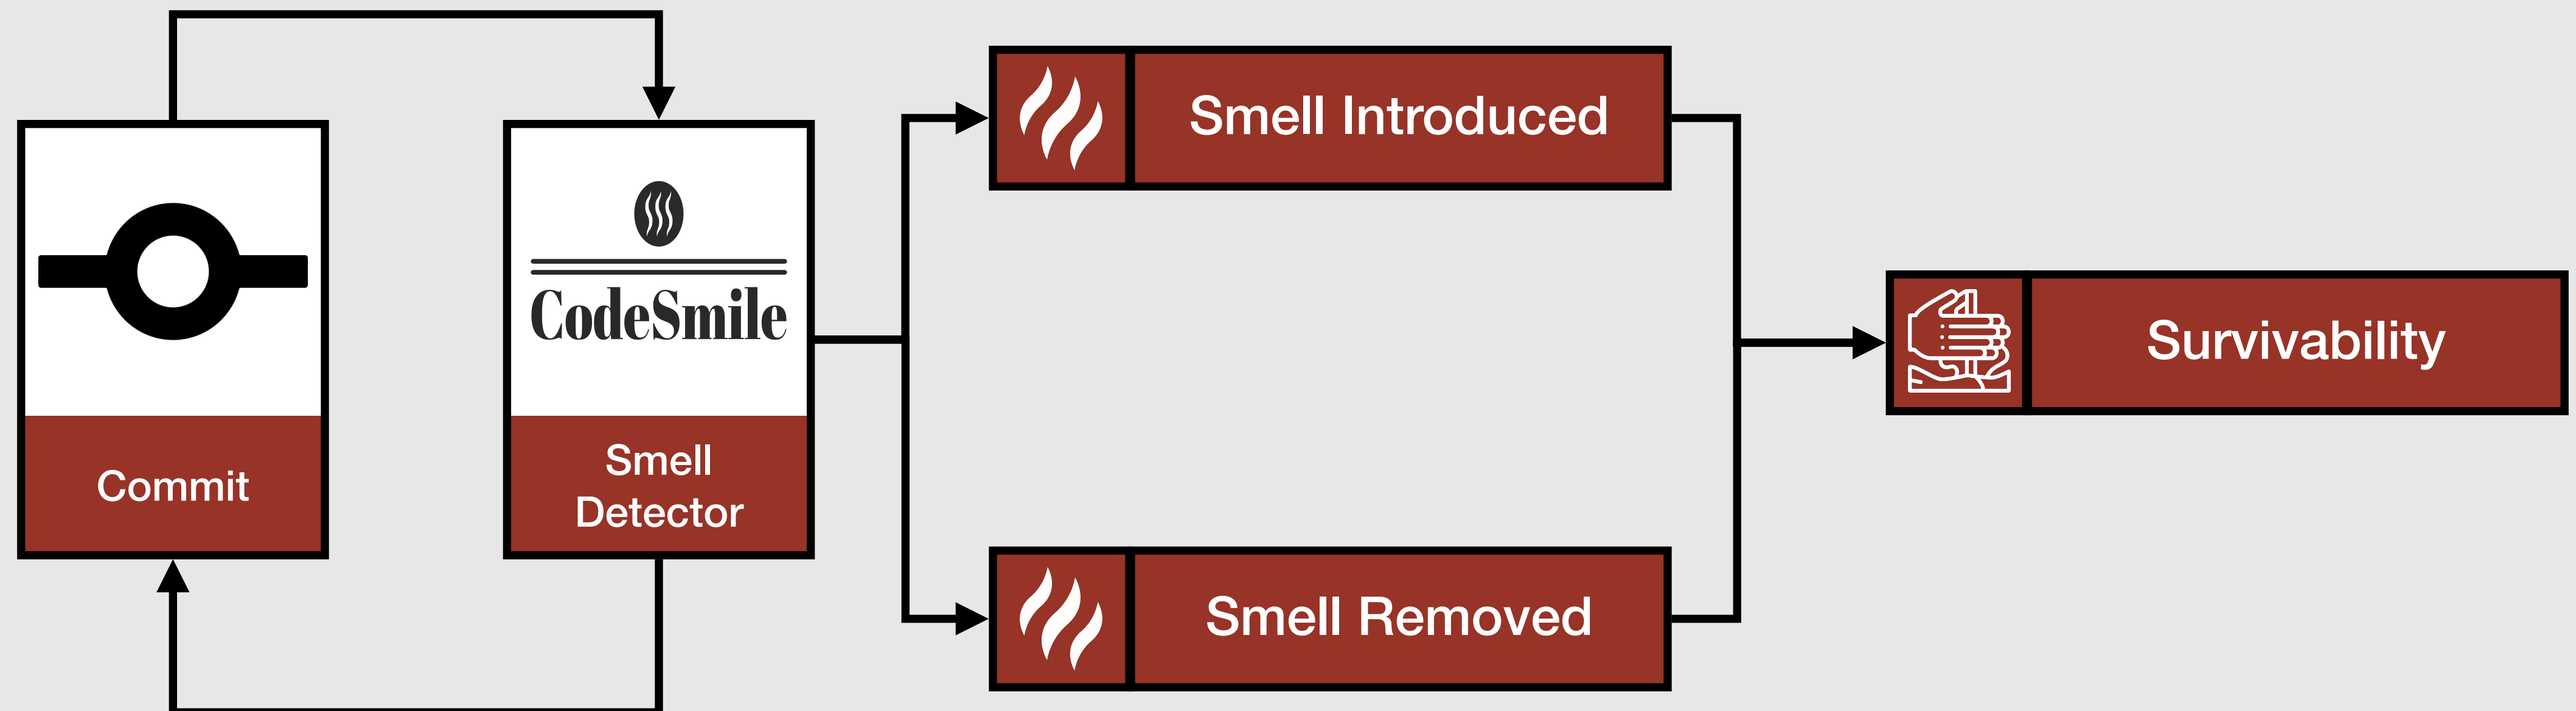 CodeSmile
Commit
Smell
Detector
Smell Introduced
Smell Removed
Survivability